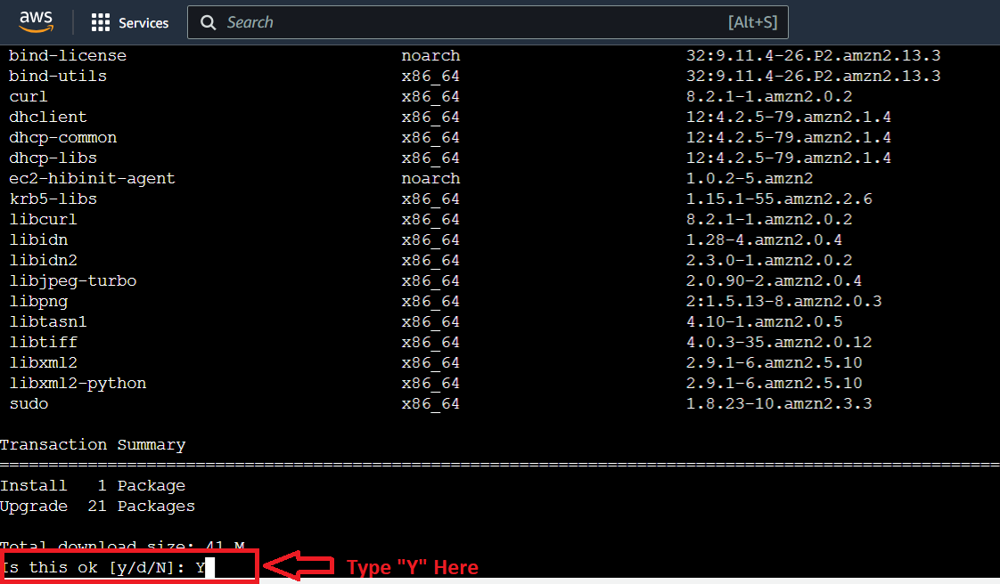 aws Services Search [Alt+S]
bind-license noarch 32:9.11.4-26.P2.amzn2.13.3
bind-utils x86_64 32:9.11.4-26.P2.amzn2.13.3
curl x86_64 8.2.1-1.amzn2.0.2
dhclient x86_64 12:4.2.5-79.amzn2.1.4
dhcp-common x86_64 12:4.2.5-79.amzn2.1.4
dhcp-libs x86_64 12:4.2.5-79.amzn2.1.4
ec2-hibinit-agent noarch 1.0.2-5.amzn2
krb5-libs x86_64 1.15.1-55.amzn2.2.6
libcurl x86_64 8.2.1-1.amzn2.0.2
libidn x86_64 1.28-4.amzn2.0.4
libidn2 x86_64 2.3.0-1.amzn2.0.2
libjpeg-turbo x86_64 2.0.90-2.amzn2.0.4
libpng x86_64 2:1.5.13-8.amzn2.0.3
libtasn1 x86_64 4.10-1.amzn2.0.5
libtiff x86_64 4.0.3-35.amzn2.0.12
libxml2 x86_64 2.9.1-6.amzn2.5.10
libxml2-python x86_64 2.9.1-6.amzn2.5.10
sudo x86_64 1.8.23-10.amzn2.3.3
Transaction Summary
================================================================================================
Install 1 Package
Upgrade 21 Packages
Total download size: 41 M
Is this ok [y/d/N]: Y Type "Y" Here